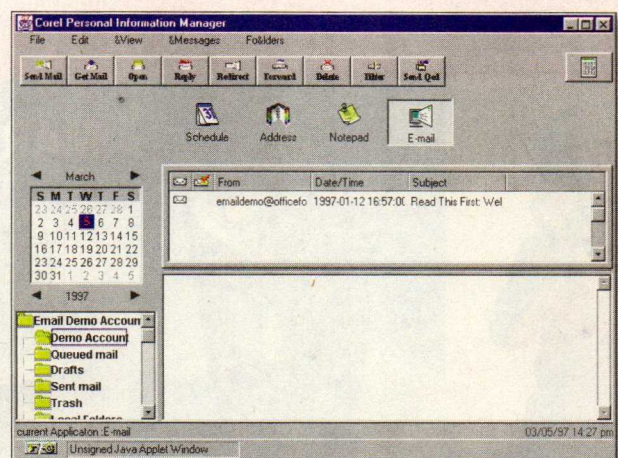 Corel Personal Information Manager
File Edit &View &Messages Fo&lders
Send Mail Get Mail Open Reply Redirect Forward Delete Filter Send Qed
Schedule Address Notepad E-mail
March
S M T W T F S
23 24 25 26 27 28 1
2 3 4 5 6 7 8
9 10 11 12 13 14 15
16 17 18 19 20 21 22
23 24 25 26 27 28 29
30 31 1 2 3 4 5
1997
From Date/Time Subject
emaildemo@officefo 1997-01-12 16:57:0( Read This First: Wel
Email Demo Accoun
Demo Account
Queued mail
Drafts
Sent mail
Trash
Local Folders
current Applicaton :E-mail 03/05/97 14:27 pm
Unsigned Java Applet Window